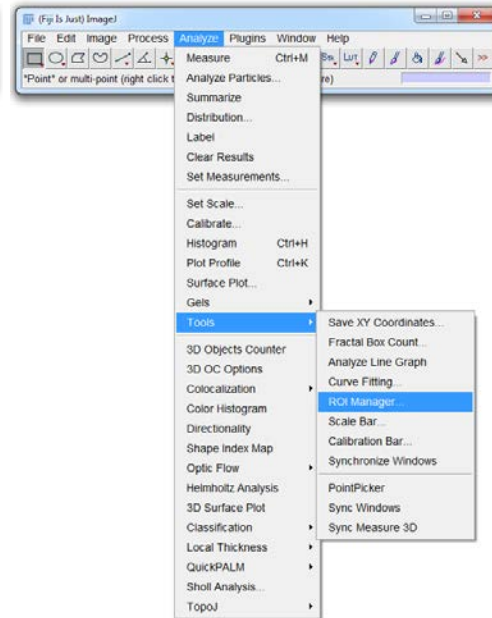 (Fiji Is Just) ImageJ
File Edit Image Process Analyze Plugins Window Help
Stk LUT >>
"Point" or multi-point (right click t re)
Measure Ctrl+M
Analyze Particles...
Summarize
Distribution...
Label
Clear Results
Set Measurements...
Set Scale...
Calibrate...
Histogram Ctrl+H
Plot Profile Ctrl+K
Surface Plot...
Gels
Tools
3D Objects Counter
3D OC Options
Colocalization
Color Histogram
Directionality
Shape Index Map
Optic Flow
Helmholtz Analysis
3D Surface Plot
Classification
Local Thickness
QuickPALM
Sholl Analysis...
TopoJ
Save XY Coordinates...
Fractal Box Count...
Analyze Line Graph
Curve Fitting...
ROI Manager...
Scale Bar...
Calibration Bar...
Synchronize Windows
PointPicker
Sync Windows
Sync Measure 3D